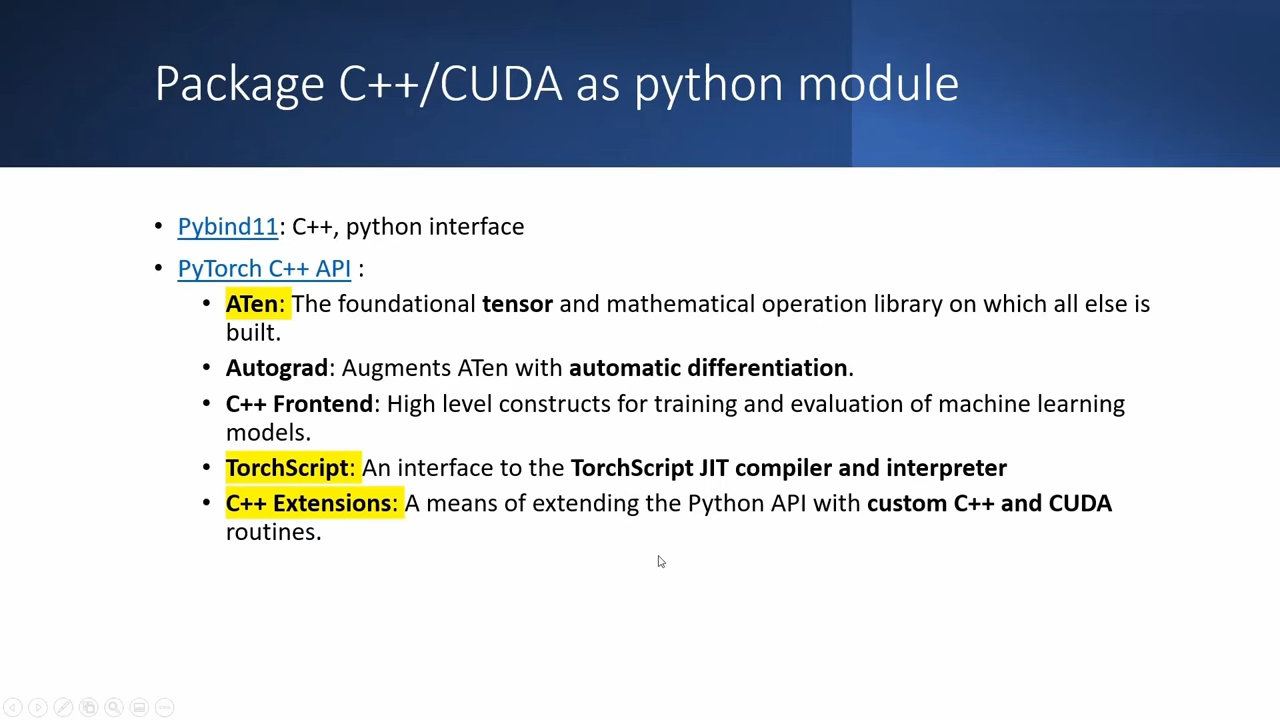 Package C++/CUDA as python module
• Pybind11: C++, python interface
• PyTorch C++ API :
• ATen: The foundational tensor and mathematical operation library on which all else is
built.
• Autograd: Augments ATen with automatic differentiation.
• C++ Frontend: High level constructs for training and evaluation of machine learning
models.
• TorchScript: An interface to the TorchScript JIT compiler and interpreter
• C++ Extensions: A means of extending the Python API with custom C++ and CUDA
routines.